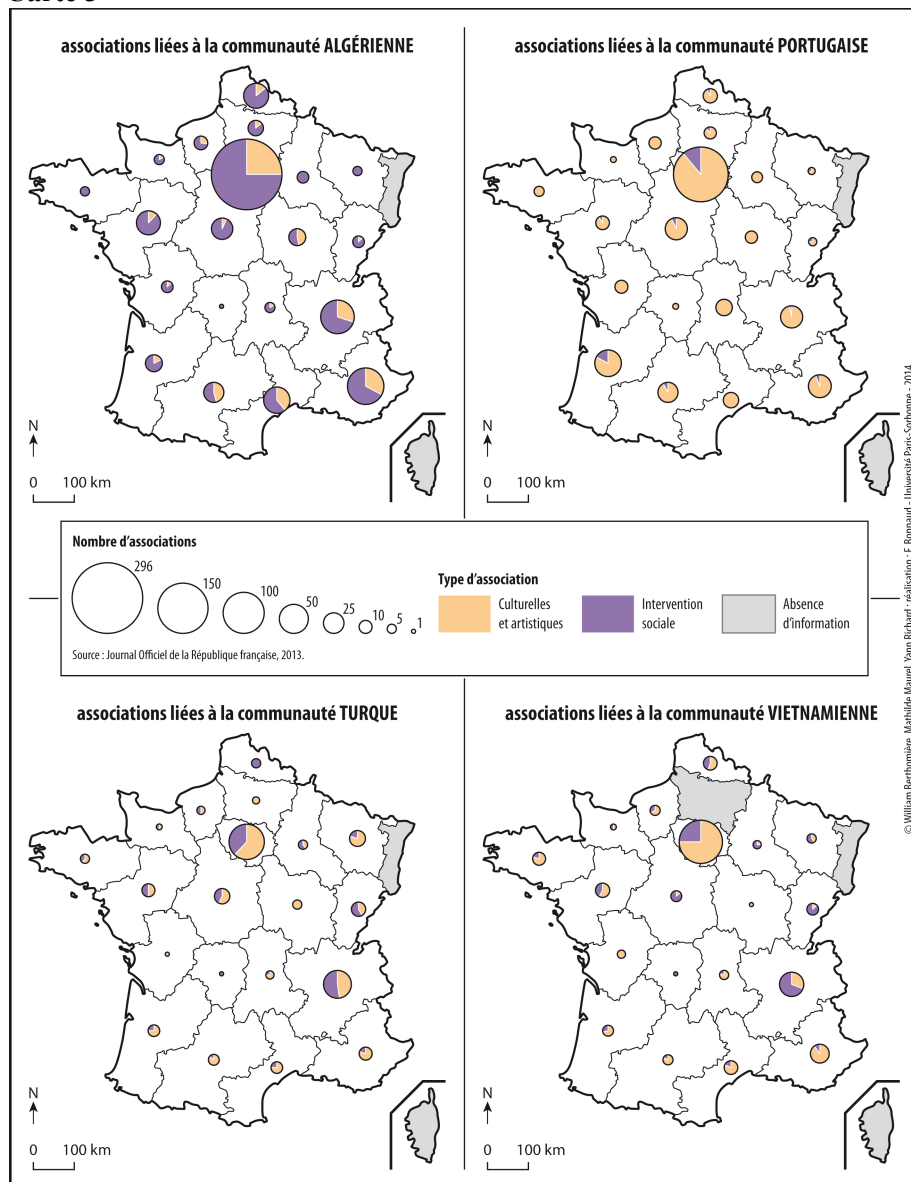 associations liées à la communauté ALGÉRIENNE
associations liées à la communauté PORTUGAISE
N
0 100 km
N
0 100 km
Nombre d'associations
296
150
100
50
25
10
5
1
Source : Journal Officiel de la République française, 2013.
Type d'association
Culturelles
et artistiques
Intervention
sociale
Absence
d'information
associations liées à la communauté TURQUE
associations liées à la communauté VIETNAMIENNE
N
0 100 km
N
0 100 km
© William Berthomière, Mathilde Maurel, Yann Richard ; réalisation : F. Bonnaud - Université Paris-Sorbonne - 2014